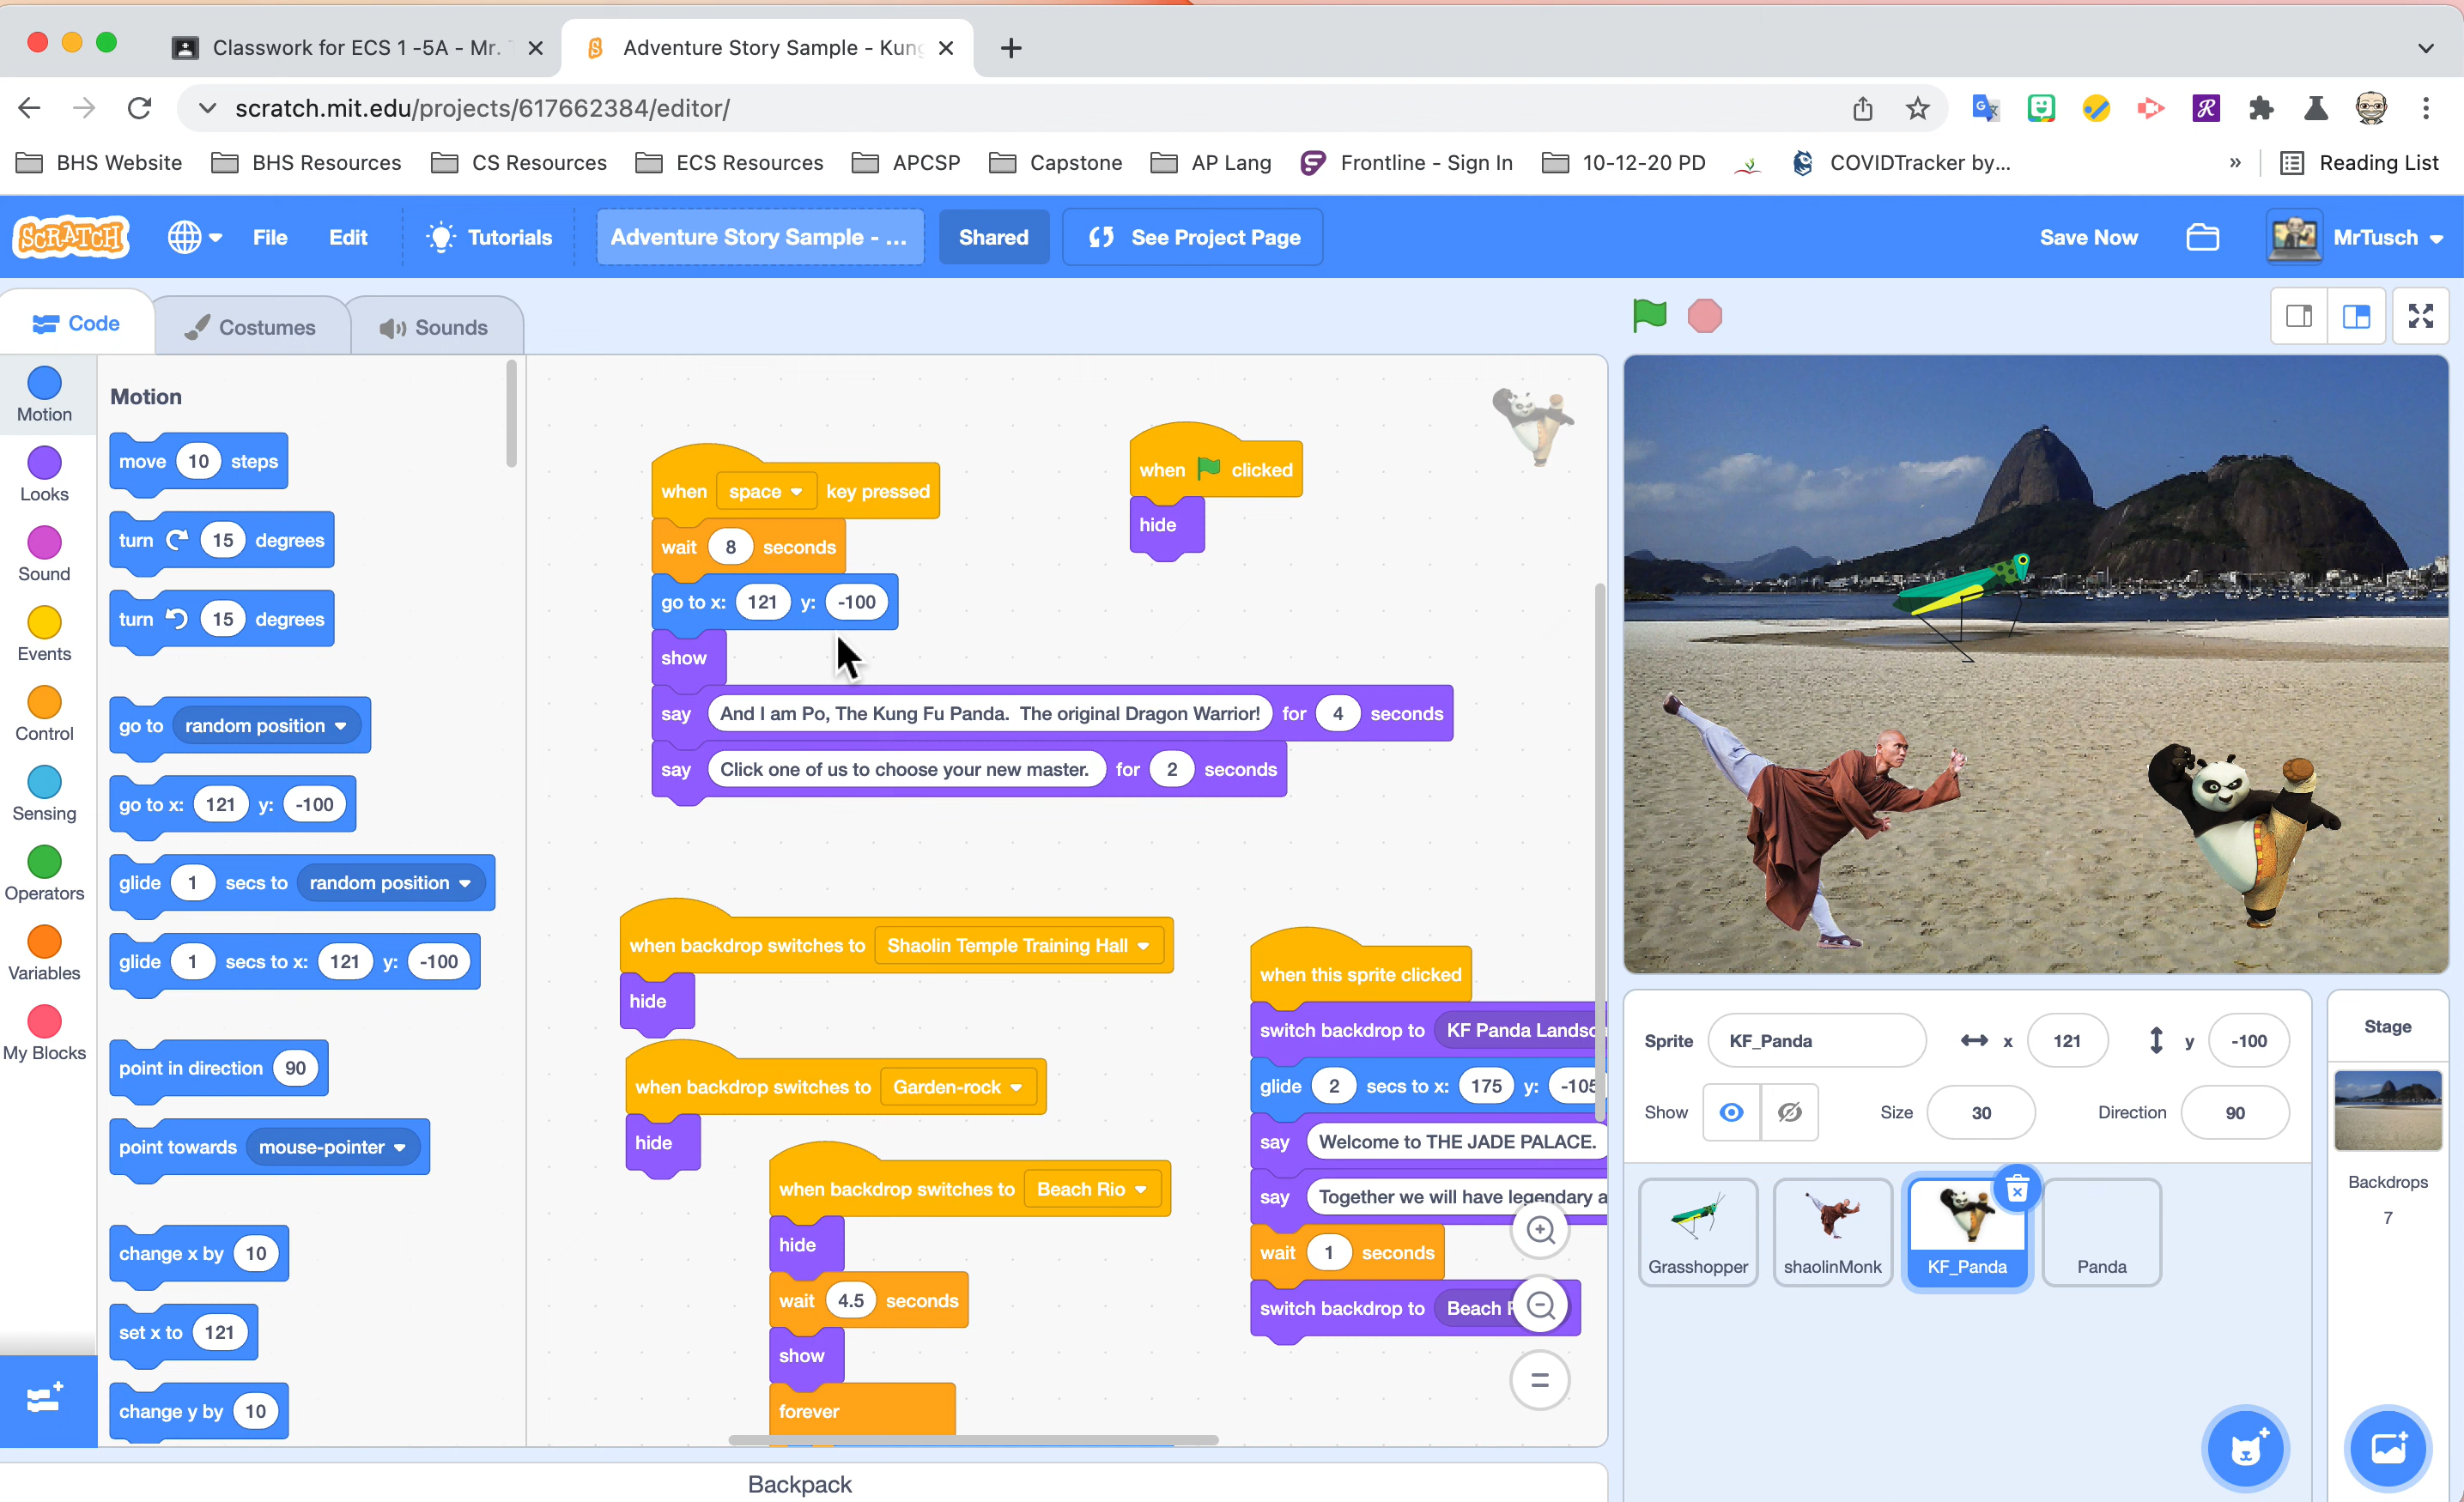 Classwork for ECS 1 -5A - Mr.
Adventure Story Sample - Kung
scratch.mit.edu/projects/617662384/editor/
BHS Website BHS Resources CS Resources ECS Resources APCSP Capstone AP Lang Frontline - Sign In 10-12-20 PD COVIDTracker by... » Reading List
SCRATCH File Edit Tutorials Adventure Story Sample - ... Shared See Project Page Save Now MrTusch
Code Costumes Sounds
Motion
Looks
Sound
Events
Control
Sensing
Operators
Variables
My Blocks
Motion
move 10 steps
turn 15 degrees
turn 15 degrees
go to random position
go to x: 121 y: -100
glide 1 secs to random position
glide 1 secs to x: 121 y: -100
point in direction 90
point towards mouse-pointer
change x by 10
set x to 121
change y by 10
when space key pressed
wait 8 seconds
go to x: 121 y: -100
show
say And I am Po, The Kung Fu Panda. The original Dragon Warrior! for 4 seconds
say Click one of us to choose your new master. for 2 seconds
when clicked
hide
when backdrop switches to Shaolin Temple Training Hall
hide
when backdrop switches to Garden-rock
hide
when backdrop switches to Beach Rio
hide
wait 4.5 seconds
show
forever
when this sprite clicked
switch backdrop to KF Panda Landsc
glide 2 secs to x: 175 y: -105
say Welcome to THE JADE PALACE.
say Together we will have legendary a
wait 1 seconds
switch backdrop to Beach
Backpack
Sprite KF_Panda x 121 y -100
Show Size 30 Direction 90
Grasshopper
shaolinMonk
KF_Panda
Panda
Stage
Backdrops
7